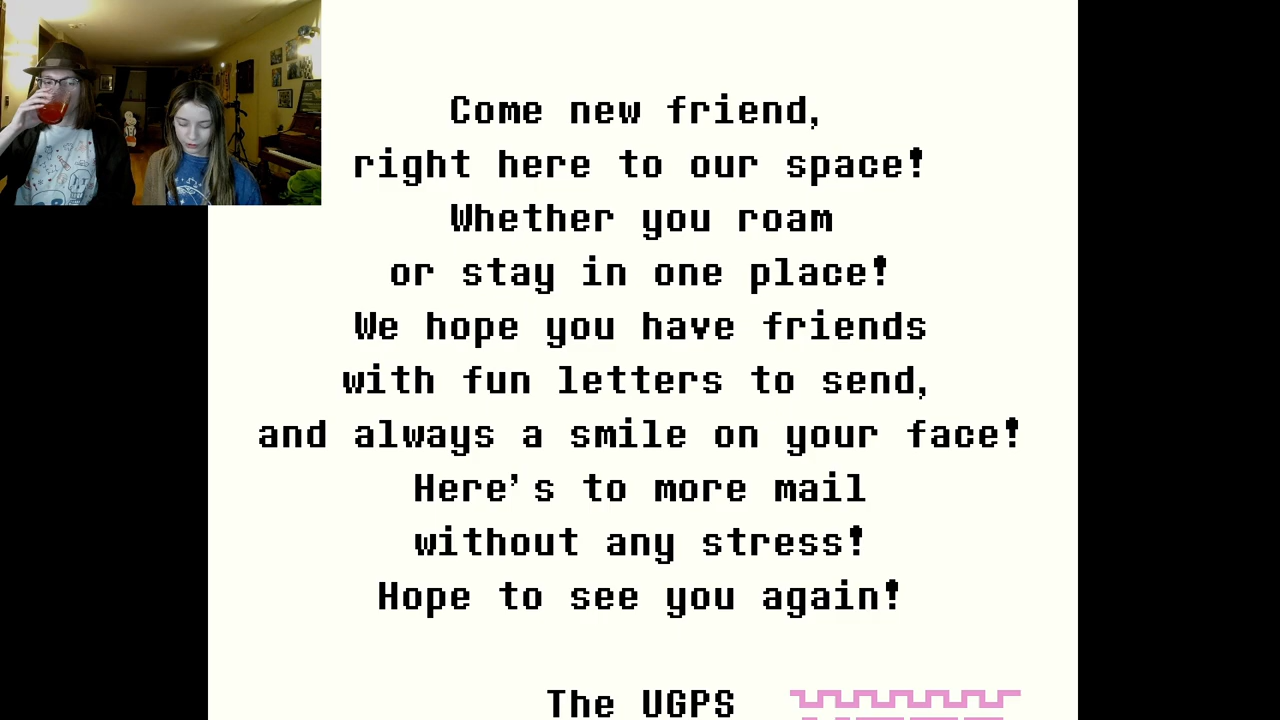 Come new friend,
right here to our space!
Whether you roam
or stay in one place!
We hope you have friends
with fun letters to send,
and always a smile on your face!
Here's to more mail
without any stress!
Hope to see you again!
The UGPS